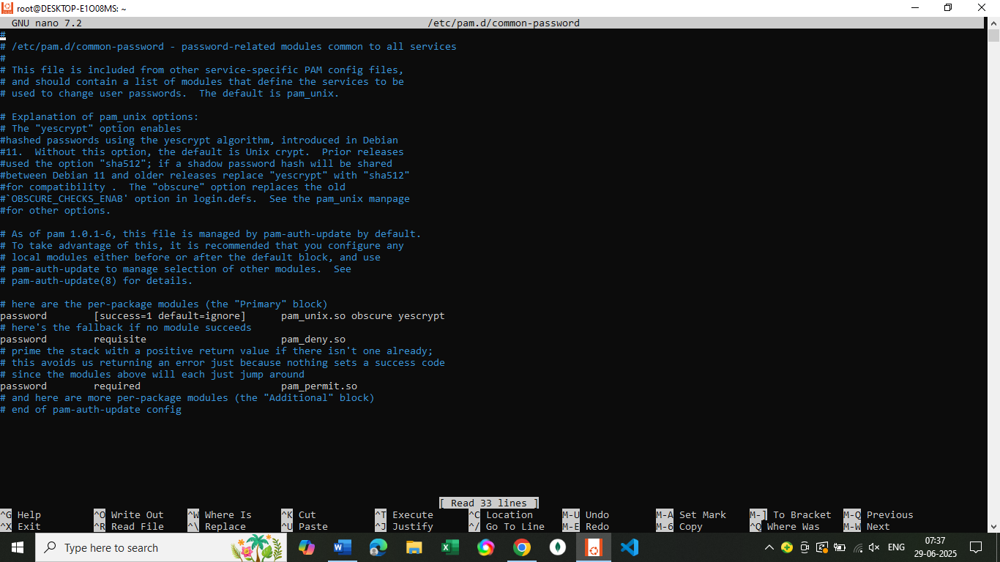 root@DESKTOP-E1O08MS: ~
GNU nano 7.2 /etc/pam.d/common-password
#
# /etc/pam.d/common-password - password-related modules common to all services
#
# This file is included from other service-specific PAM config files,
# and should contain a list of modules that define the services to be
# used to change user passwords.  The default is pam_unix.

# Explanation of pam_unix options:
# The "yescrypt" option enables
#hashed passwords using the yescrypt algorithm, introduced in Debian
#11.  Without this option, the default is Unix crypt.  Prior releases
#used the option "sha512"; if a shadow password hash will be shared
#between Debian 11 and older releases replace "yescrypt" with "sha512"
#for compatibility .  The "obscure" option replaces the old
#`OBSCURE_CHECKS_ENAB' option in login.defs.  See the pam_unix manpage
#for other options.

# As of pam 1.0.1-6, this file is managed by pam-auth-update by default.
# To take advantage of this, it is recommended that you configure any
# local modules either before or after the default block, and use
# pam-auth-update to manage selection of other modules.  See
# pam-auth-update(8) for details.

# here are the per-package modules (the "Primary" block)
password        [success=1 default=ignore]      pam_unix.so obscure yescrypt
# here's the fallback if no module succeeds
password        requisite                       pam_deny.so
# prime the stack with a positive return value if there isn't one already;
# this avoids us returning an error just because nothing sets a success code
# since the modules above will each just jump around
password        required                        pam_permit.so
# and here are more per-package modules (the "Additional" block)
# end of pam-auth-update config
[ Read 33 lines ]
^G Help ^O Write Out ^W Where Is ^K Cut ^T Execute ^C Location M-U Undo M-A Set Mark M-] To Bracket M-Q Previous
^X Exit ^R Read File ^\ Replace ^U Paste ^J Justify ^/ Go To Line M-E Redo M-6 Copy ^Q Where Was M-W Next
Type here to search
ENG
07:37
29-06-2025